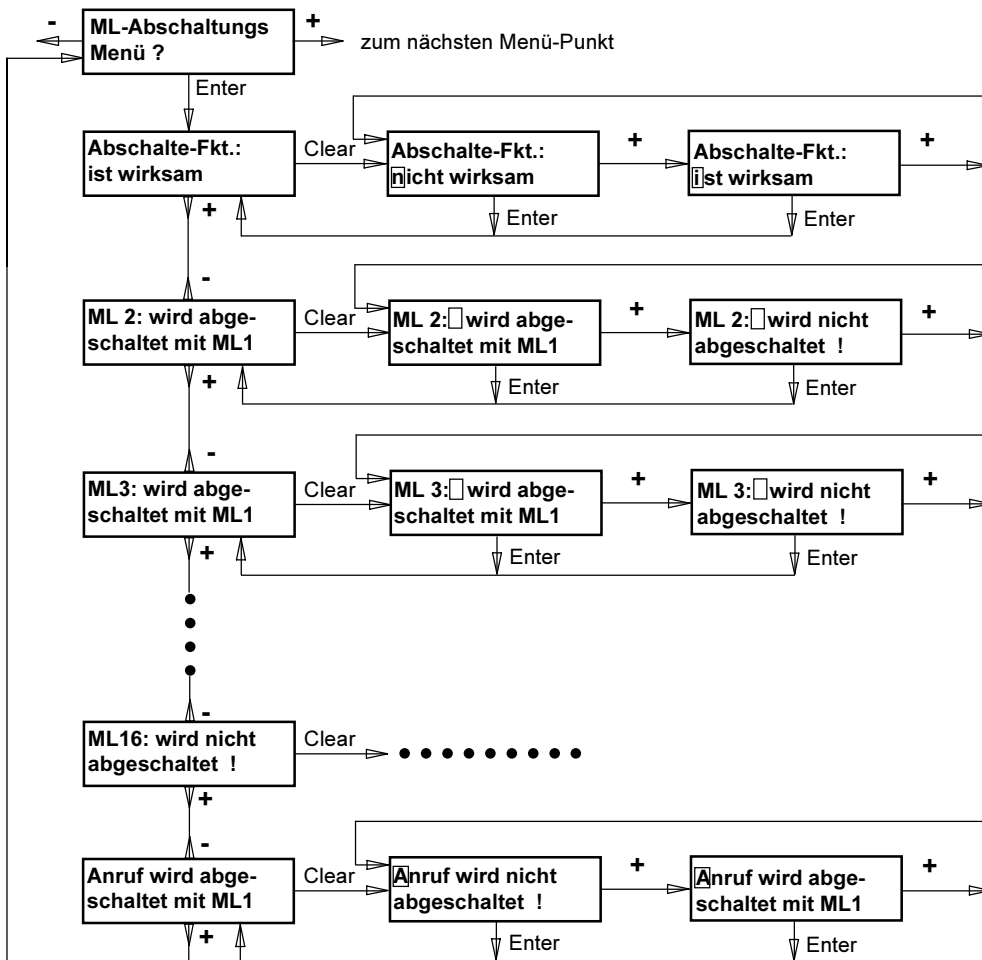 -
ML-Abschaltungs
Menü ?
+
zum nächsten Menü-Punkt
Enter
Abschalte-Fkt.:
ist wirksam
Clear
Abschalte-Fkt.:
nicht wirksam
+
Abschalte-Fkt.:
ist wirksam
+
+
Enter
Enter
-
ML 2: wird abge-
schaltet mit ML1
Clear
ML 2: wird abge-
schaltet mit ML1
+
ML 2: wird nicht
abgeschaltet !
+
+
Enter
Enter
-
ML3: wird abge-
schaltet mit ML1
Clear
ML 3: wird abge-
schaltet mit ML1
+
ML 3: wird nicht
abgeschaltet !
+
+
Enter
Enter
-
ML16: wird nicht
abgeschaltet !
Clear
+
-
Anruf wird abge-
schaltet mit ML1
Clear
Anruf wird nicht
abgeschaltet !
+
Anruf wird abge-
schaltet mit ML1
+
+
Enter
Enter